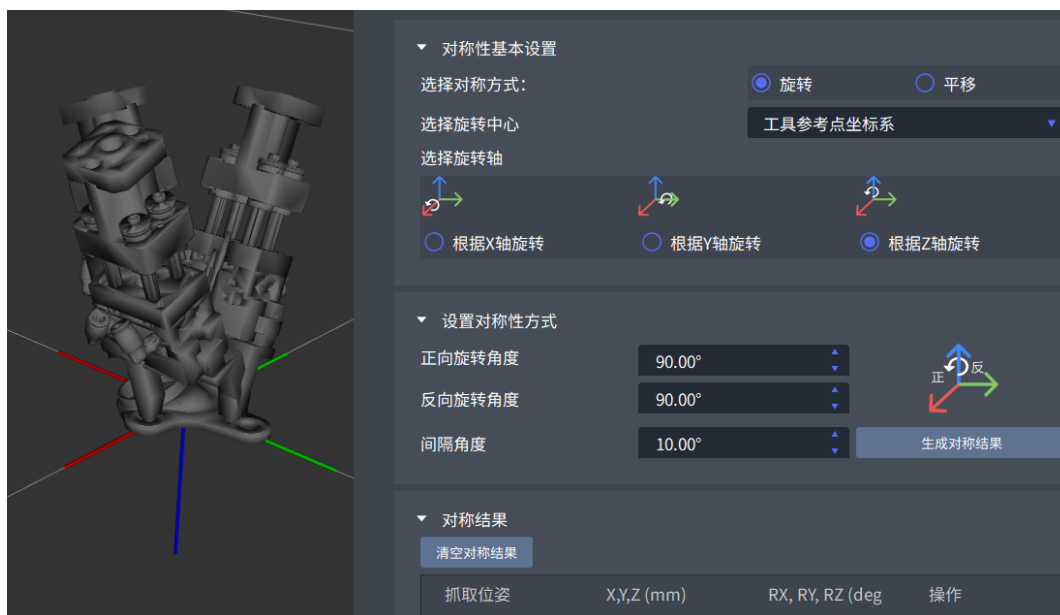 对称性基本设置
选择对称方式：
旋转 平移
选择旋转中心 工具参考点坐标系
选择旋转轴
根据X轴旋转 根据Y轴旋转 根据Z轴旋转
设置对称性方式
正向旋转角度 90.00°
正 反
反向旋转角度 90.00°
间隔角度 10.00° 生成对称结果
对称结果
清空对称结果
抓取位姿 X,Y,Z (mm) RX, RY, RZ (deg 操作